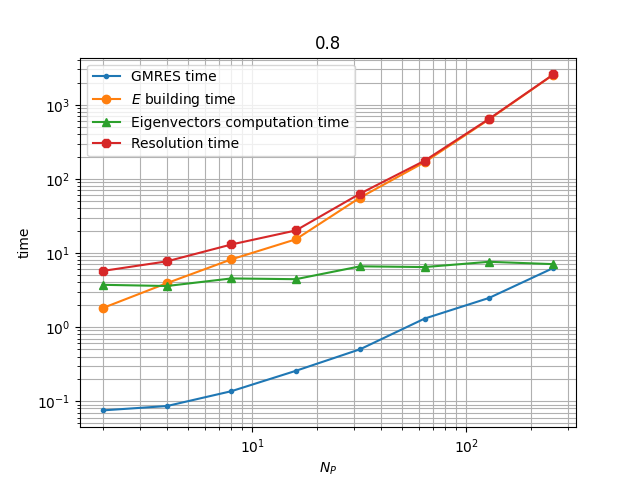 0.8
GMRES time
E building time
Eigenvectors computation time
Resolution time
time
10³
10²
10¹
10⁰
10⁻¹
10¹ 10²
N_P